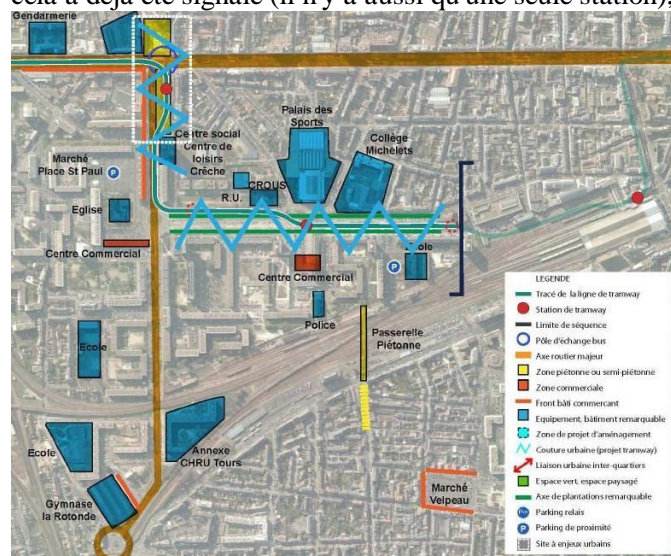 cela a déjà été signalé (il n'y a aussi qu'une seule station),
Gendarmerie
Centre social
Centre de
loisirs
Crèche
Palais des
Sports
Collège
Michelets
Marché
Place St Paul
P
CROUS
R.U.
Eglise
Centre Commercial
Centre Commercial
P
Ecole
Police
Passerelle
Piétonne
Ecole
Ecole
Annexe
CHRU Tours
Gymnase
la Rotonde
Marché
Velpeau
LEGENDE
Tracé de la ligne de tramway
Station de tramway
Limite de séquence
Pôle d'échange bus
Axe routier majeur
Zone piétonne ou semi-piétonne
Zone commerciale
Front bâti commercant
Equipement, bâtiment remarquable
Zone de projet d'aménagement
Couture urbaine (projet tramway)
Liaison urbaine inter-quartiers
Espace vert, espace paysagé
Axe de plantations remarquable
Parking relais
P
Parking de proximité
Site à enjeux urbains